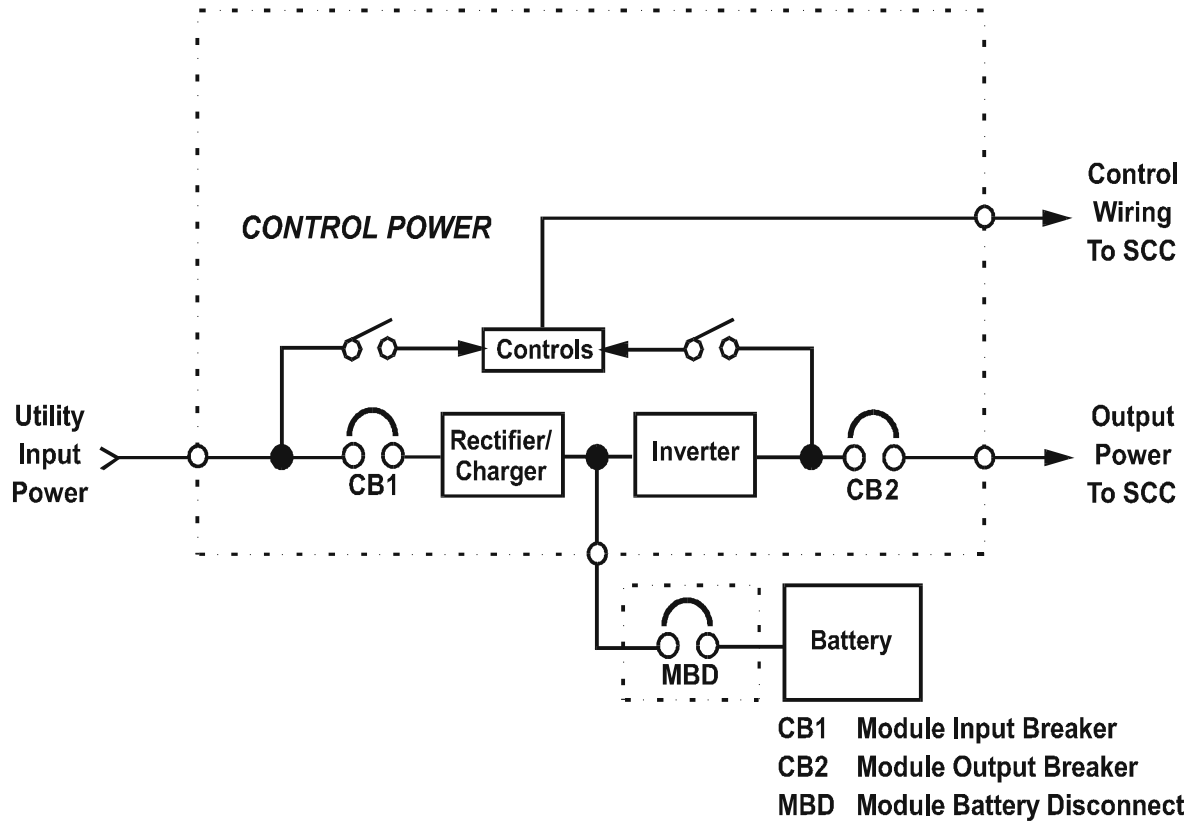 Control
Wiring
To SCC
CONTROL POWER
Controls
Utility
Input
Power
CB1
Rectifier/
Charger
Inverter
CB2
Output
Power
To SCC
MBD
Battery
CB1 Module Input Breaker
CB2 Module Output Breaker
MBD Module Battery Disconnect